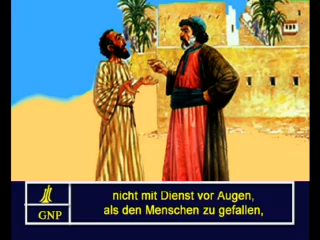 nicht mit Dienst vor Augen,
als den Menschen zu gefallen,
GNP